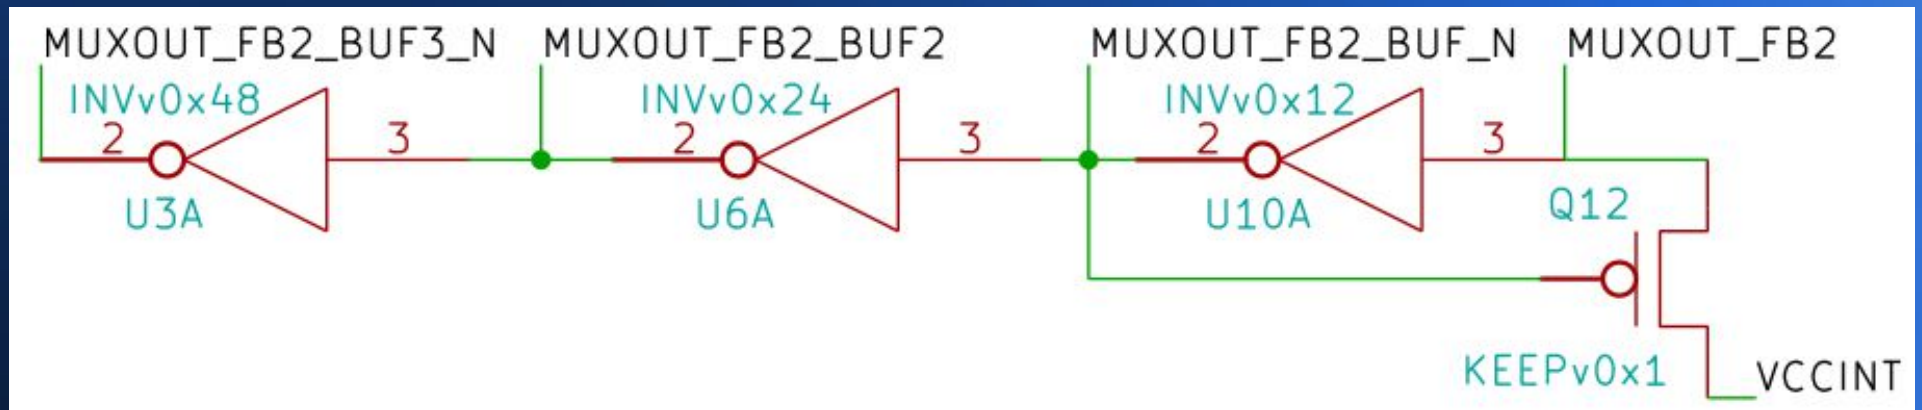 MUXOUT_FB2_BUF3_N MUXOUT_FB2_BUF2 MUXOUT_FB2_BUF_N MUXOUT_FB2
INVv0x48 INVv0x24 INVv0x12
2 3 2 3 2 3
U3A U6A U10A Q12
KEEPv0x1 VCCINT